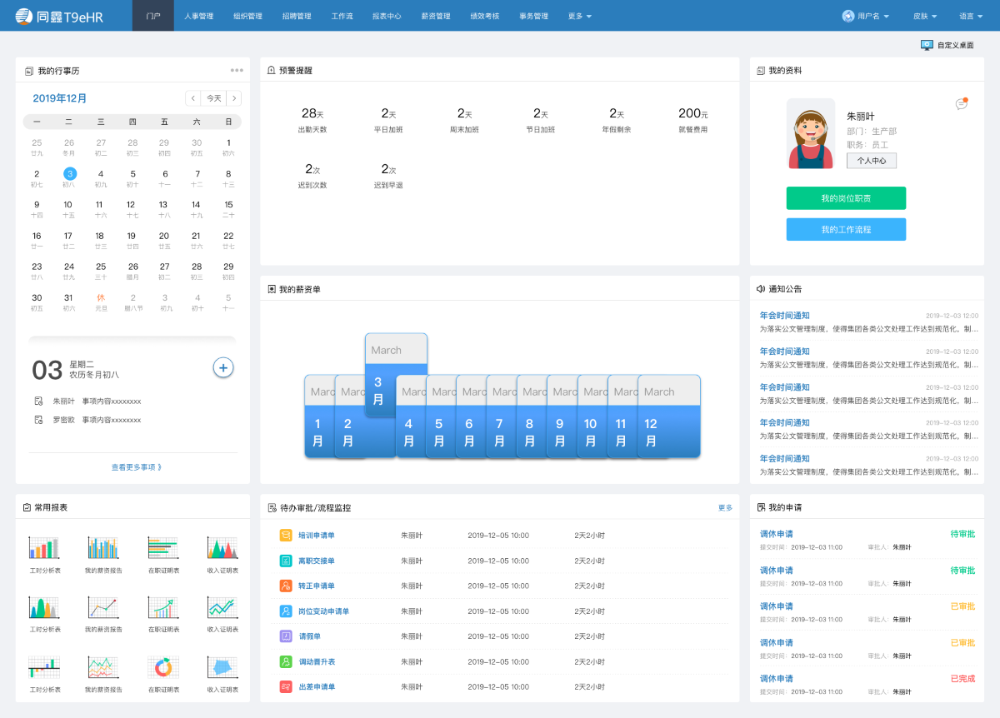 同鑫T9eHR 门户 人事管理 组织管理 招聘管理 工作流 报表中心 薪资管理 绩效考核 事务管理 更多 用户名 皮肤 语言
自定义桌面
我的行事历
2019年12月 今天
一 二 三 四 五 六 日
25 26 27 28 29 30 1
廿九 冬月 初二 初三 初四 初五 初六
2 3 4 5 6 7 8
初七 初八 初九 初十 十一 十二 十三
9 10 11 12 13 14 15
十四 十五 十六 十七 十八 十九 二十
16 17 18 19 20 21 22
廿一 廿二 廿三 廿四 廿五 廿六 廿七
23 24 25 26 27 28 29
廿八 廿九 三十 腊月 初二 初三 初四
30 31 休 2 3 4 5
初五 初六 元旦 腊八节 初九 初十 十一
03 星期二
农历冬月初八
朱丽叶 事项内容xxxxxxxx
罗密欧 事项内容xxxxxxxx
查看更多事项 》
预警提醒
28天 2天 2天 2天 2天 200元
出勤天数 平日加班 周末加班 节日加班 年假剩余 就餐费用
2次 2次
迟到次数 迟到早退
我的薪资单
March
3
月
Marc Marc Marc Marc Marc Marc Marc Marc Marc Marc March
1 2 4 5 6 7 8 9 10 11 12
月 月 月 月 月 月 月 月 月 月 月
我的资料
朱丽叶
部门：生产部
职务：员工
个人中心
我的岗位职责
我的工作流程
通知公告
年会时间通知 2019-12-03 12:00
为落实公文管理制度，使得集团各类公文处理工作达到规范化，制...
年会时间通知 2019-12-03 12:00
为落实公文管理制度，使得集团各类公文处理工作达到规范化，制...
年会时间通知 2019-12-03 12:00
为落实公文管理制度，使得集团各类公文处理工作达到规范化，制...
年会时间通知 2019-12-03 12:00
为落实公文管理制度，使得集团各类公文处理工作达到规范化，制...
年会时间通知 2019-12-03 12:00
为落实公文管理制度，使得集团各类公文处理工作达到规范化，制...
常用报表
工时分析表 我的薪资报告 在职证明表 收入证明表
工时分析表 我的薪资报告 在职证明表 收入证明表
工时分析表 我的薪资报告 在职证明表 收入证明表
待办审批/流程监控 更多
培训申请单 朱丽叶 2019-12-05 10:00 2天2小时
离职交接单 朱丽叶 2019-12-05 10:00 2天2小时
转正申请单 朱丽叶 2019-12-05 10:00 2天2小时
岗位变动申请单 朱丽叶 2019-12-05 10:00 2天2小时
请假单 朱丽叶 2019-12-05 10:00 2天2小时
调动晋升表 朱丽叶 2019-12-05 10:00 2天2小时
出差申请单 朱丽叶 2019-12-05 10:00 2天2小时
我的申请
调休申请 待审批
提交时间：2019-12-03 11:00 审批人：朱丽叶
调休申请 待审批
提交时间：2019-12-03 11:00 审批人：朱丽叶
调休申请 已审批
提交时间：2019-12-03 11:00 审批人：朱丽叶
调休申请 已审批
提交时间：2019-12-03 11:00 审批人：朱丽叶
调休申请 已完成
提交时间：2019-12-03 11:00 审批人：朱丽叶